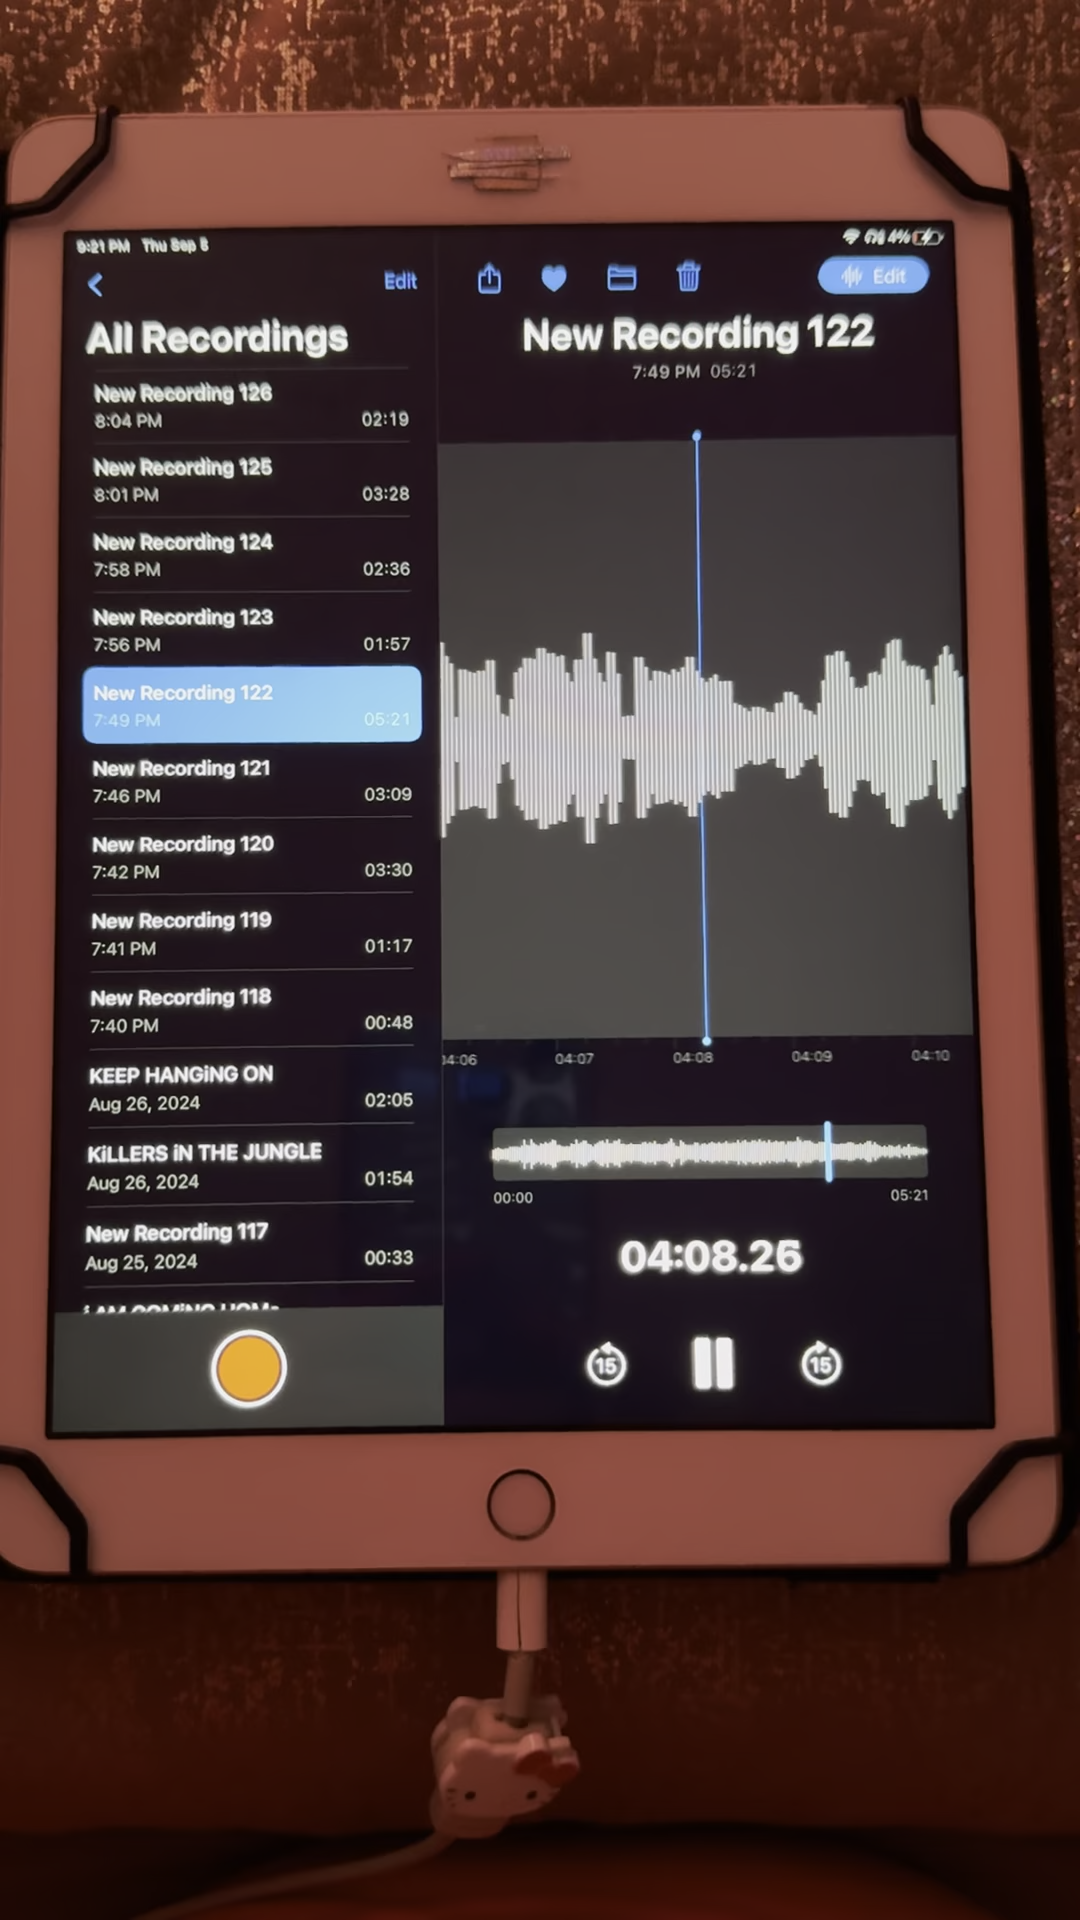 9:21 PM Thu Sep 5
4%
Edit
Edit
All Recordings
New Recording 126
8:04 PM 02:19
New Recording 125
8:01 PM 03:28
New Recording 124
7:58 PM 02:36
New Recording 123
7:56 PM 01:57
New Recording 122
7:49 PM 05:21
New Recording 121
7:46 PM 03:09
New Recording 120
7:42 PM 03:30
New Recording 119
7:41 PM 01:17
New Recording 118
7:40 PM 00:48
KEEP HANGiNG ON
Aug 26, 2024 02:05
KiLLERS iN THE JUNGLE
Aug 26, 2024 01:54
New Recording 117
Aug 25, 2024 00:33
i AM COMiNG HOMe
New Recording 122
7:49 PM 05:21
04:06 04:07 04:08 04:09 04:10
00:00 05:21
04:08.26
15 15